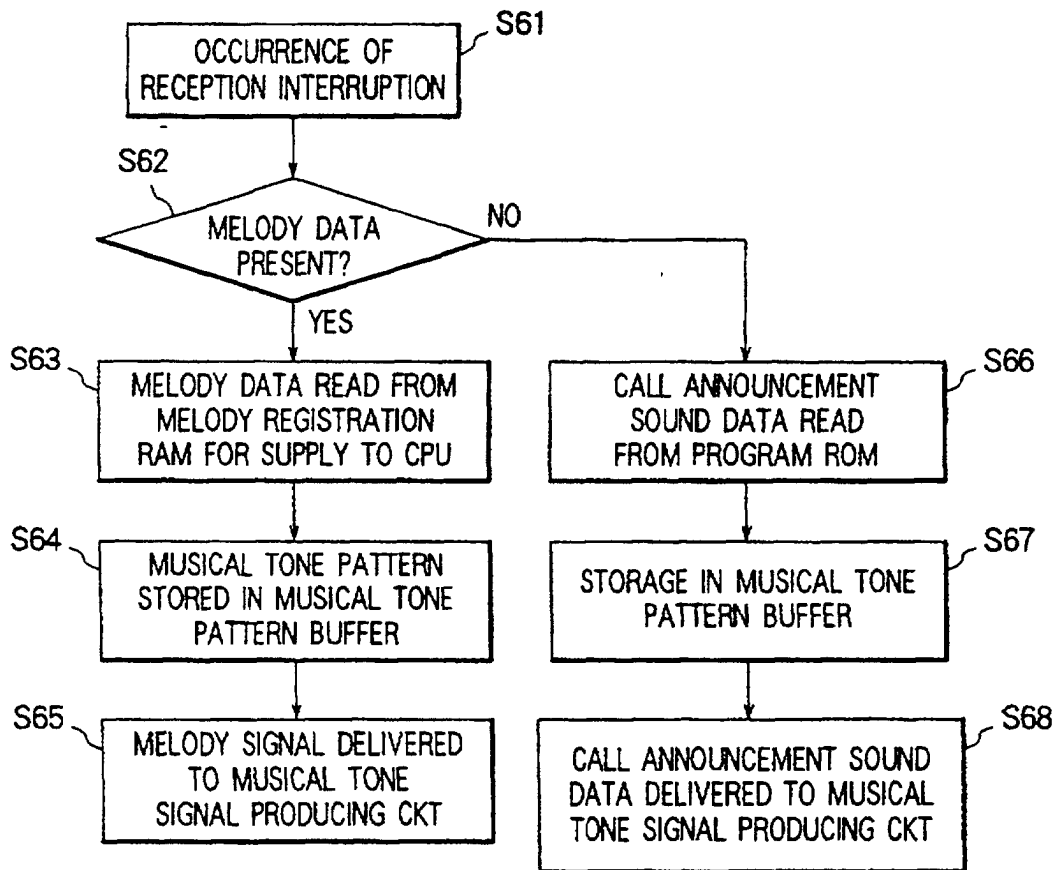 S61
OCCURRENCE OF
RECEPTION INTERRUPTION
S62
MELODY DATA
PRESENT?
NO
YES
S63
MELODY DATA READ FROM
MELODY REGISTRATION
RAM FOR SUPPLY TO CPU
S66
CALL ANNOUNCEMENT
SOUND DATA READ
FROM PROGRAM ROM
S64
MUSICAL TONE PATTERN
STORED IN MUSICAL TONE
PATTERN BUFFER
S67
STORAGE IN MUSICAL TONE
PATTERN BUFFER
S65
MELODY SIGNAL DELIVERED
TO MUSICAL TONE
SIGNAL PRODUCING CKT
S68
CALL ANNOUNCEMENT SOUND
DATA DELIVERED TO MUSICAL
TONE SIGNAL PRODUCING CKT